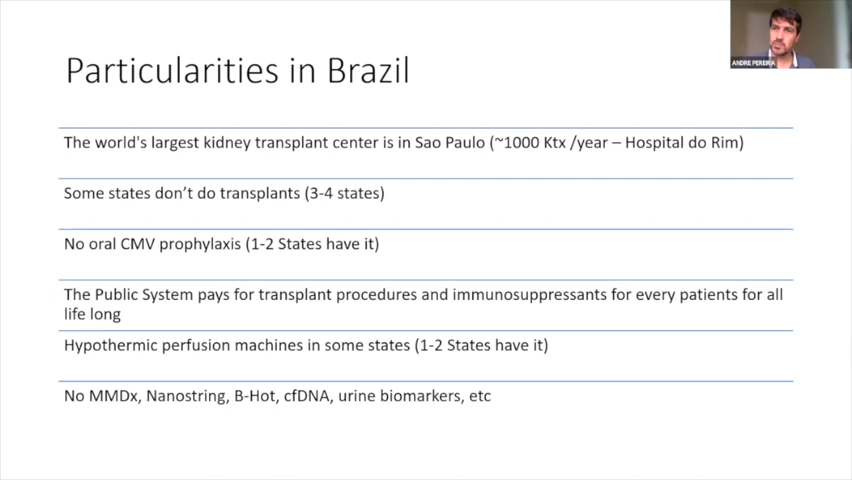 ANDRE PEREIRA
Particularities in Brazil
The world's largest kidney transplant center is in Sao Paulo (~1000 Ktx /year – Hospital do Rim)
Some states don't do transplants (3-4 states)
No oral CMV prophylaxis (1-2 States have it)
The Public System pays for transplant procedures and immunosuppressants for every patients for all
life long
Hypothermic perfusion machines in some states (1-2 States have it)
No MMDx, Nanostring, B-Hot, cfDNA, urine biomarkers, etc